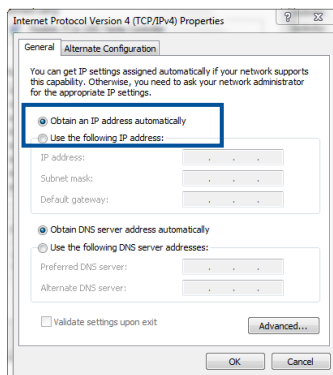 Internet Protocol Version 4 (TCP/IPv4) Properties
General Alternate Configuration
You can get IP settings assigned automatically if your network supports
this capability. Otherwise, you need to ask your network administrator
for the appropriate IP settings.
Obtain an IP address automatically
Use the following IP address:
IP address:
Subnet mask:
Default gateway:
Obtain DNS server address automatically
Use the following DNS server addresses:
Preferred DNS server:
Alternate DNS server:
Validate settings upon exit
Advanced...
OK Cancel